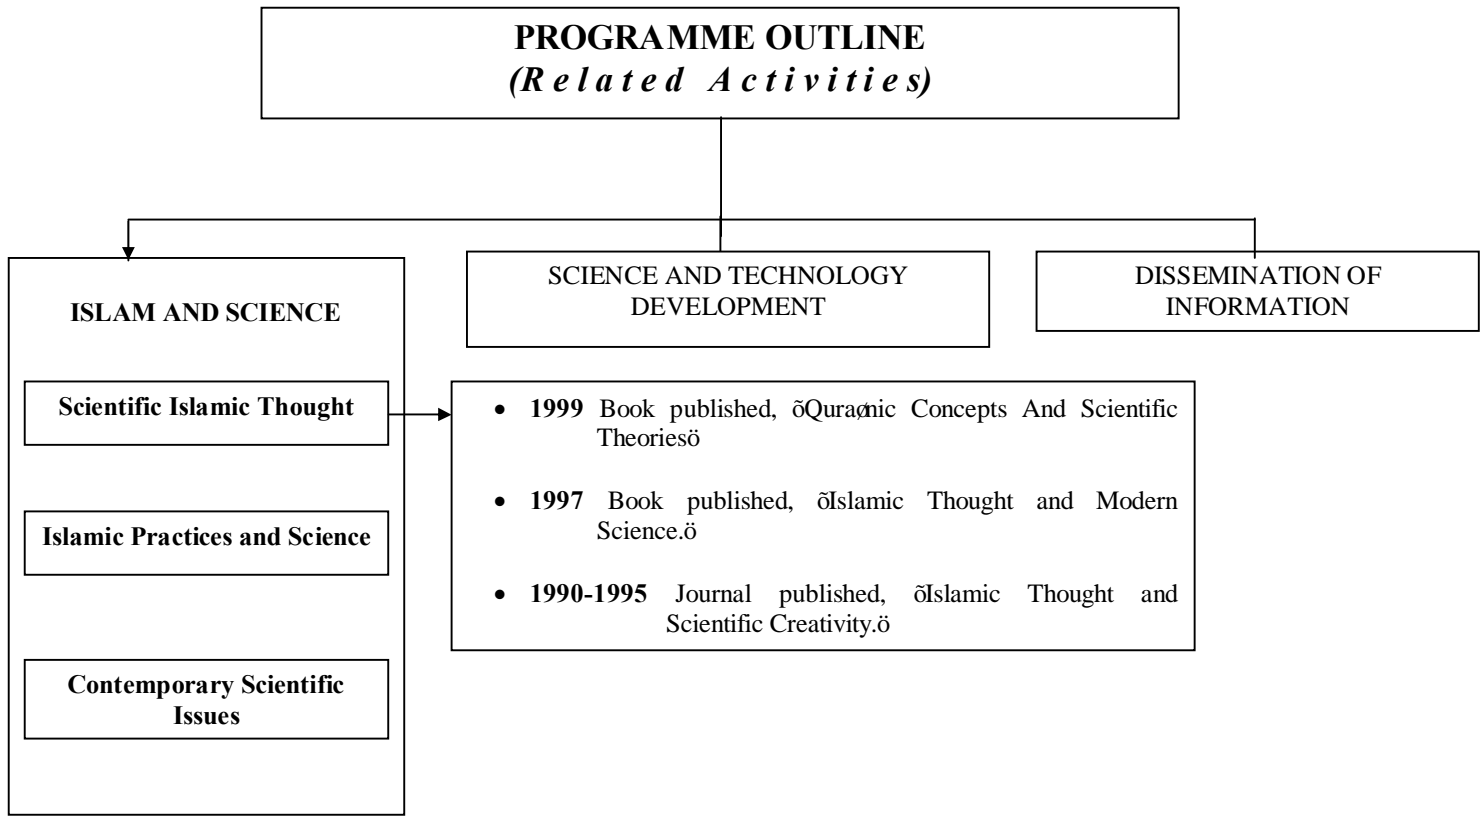 PROGRAMME OUTLINE
(Related Activities)
ISLAM AND SCIENCE
SCIENCE AND TECHNOLOGY
DEVELOPMENT
DISSEMINATION OF
INFORMATION
Scientific Islamic Thought
Islamic Practices and Science
Contemporary Scientific
Issues
• 1999 Book published, õQuraønic Concepts And Scientific
Theoriesö
• 1997 Book published, õIslamic Thought and Modern
Science.ö
• 1990-1995 Journal published, õIslamic Thought and
Scientific Creativity.ö